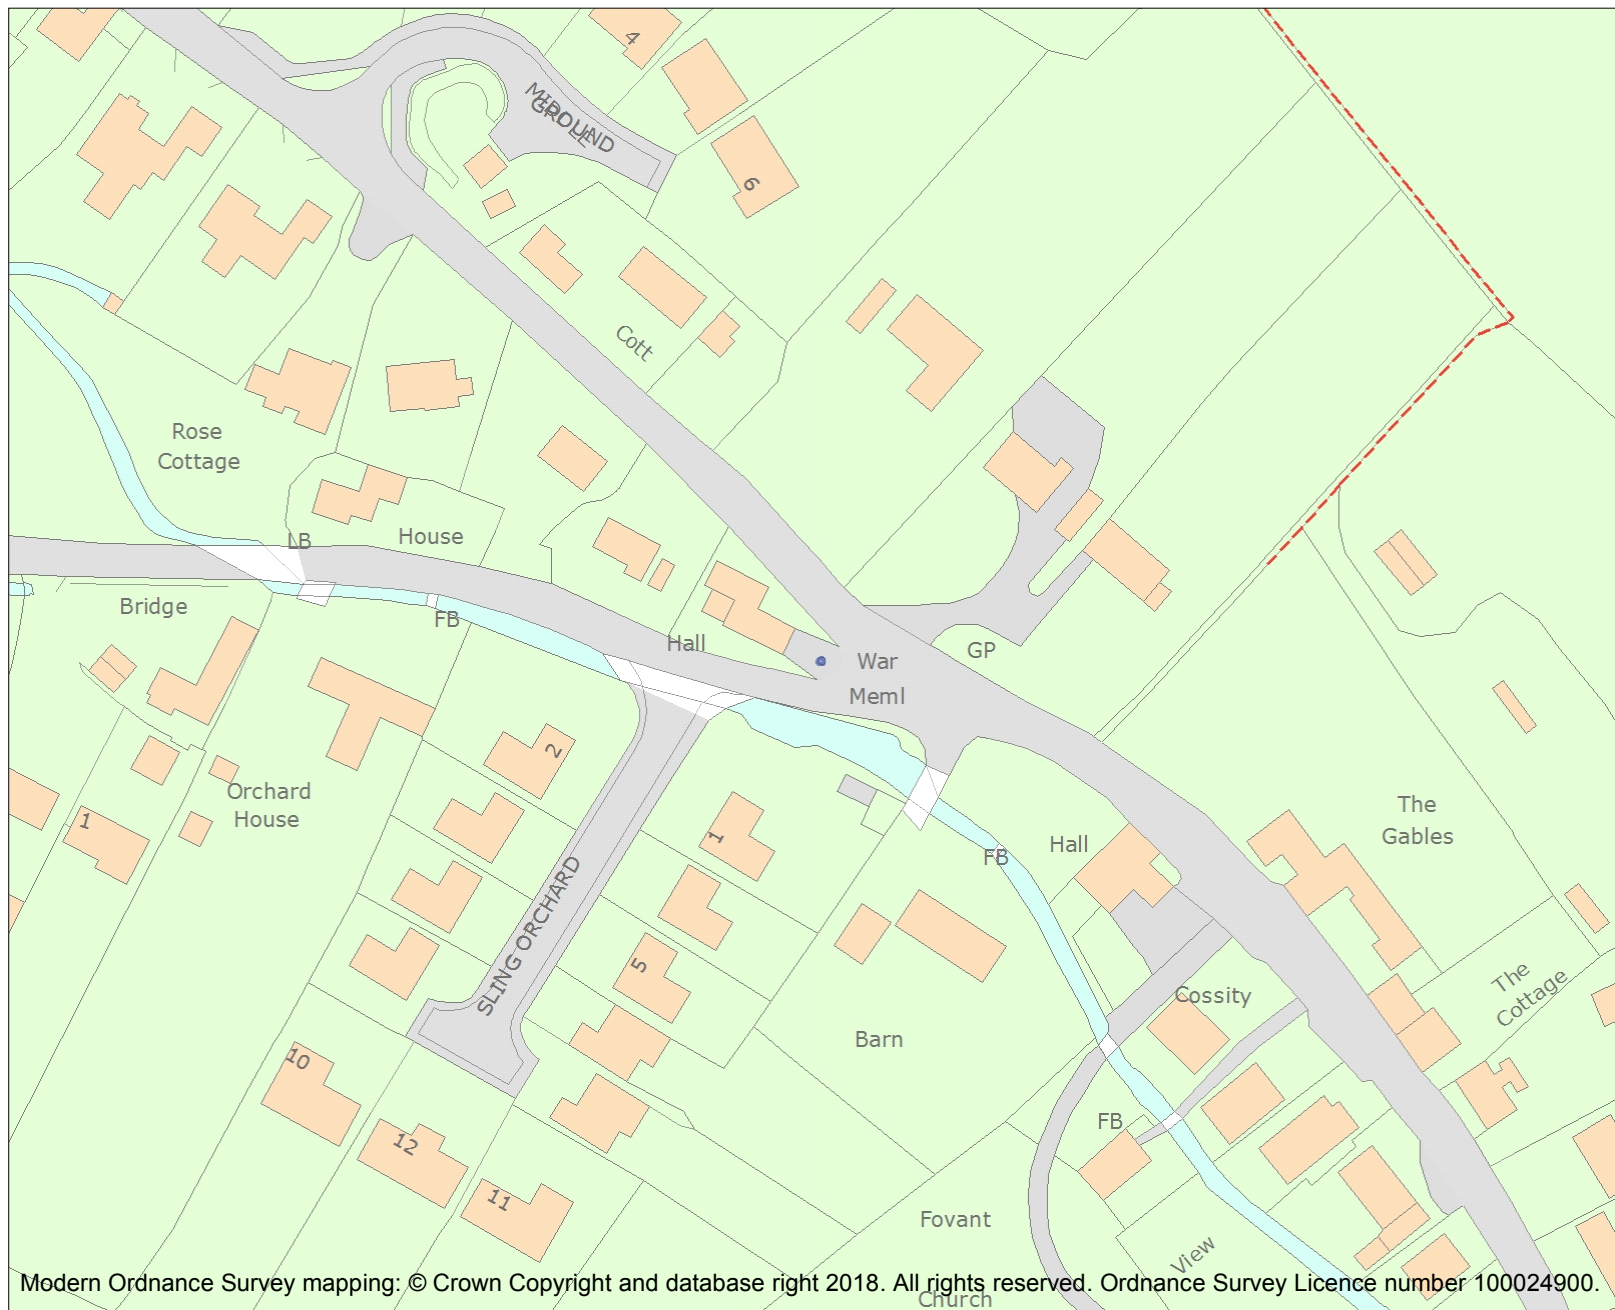 4
MIDDLE
GROUND
6
Cott
Rose
Cottage
LB
House
Bridge
FB
Hall
War
Meml
GP
2
Orchard
House
1
1
The
Gables
Hall
FB
SLING ORCHARD
5
The
Cottage
Cossity
Barn
10
12
11
FB
Fovant
View
Church
Modern Ordnance Survey mapping: © Crown Copyright and database right 2018. All rights reserved. Ordnance Survey Licence number 100024900.